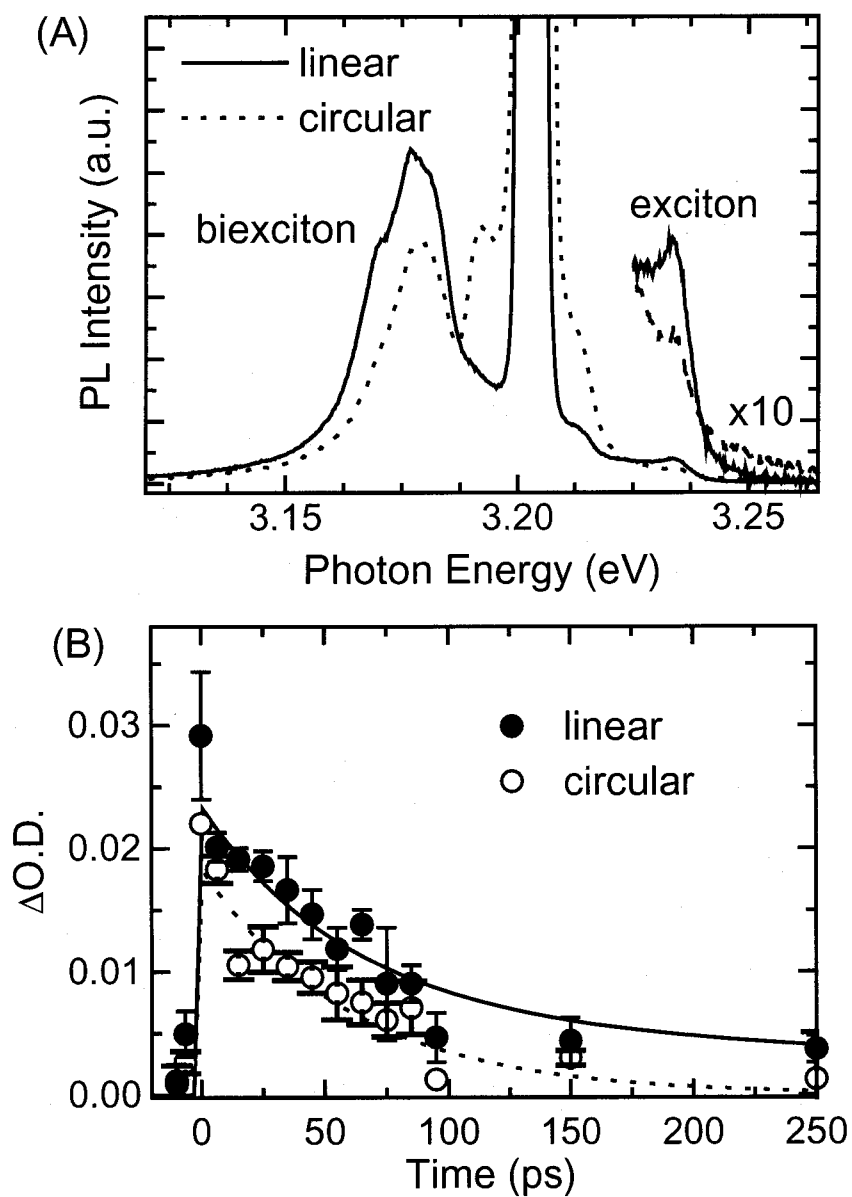 (A)
linear
circular
biexciton
exciton
x10
PL Intensity (a.u.)
3.15
3.20
3.25
Photon Energy (eV)
(B)
linear
circular
0.03
0.02
0.01
0.00
ΔO.D.
0
50
75
100
150
200
250
Time (ps)